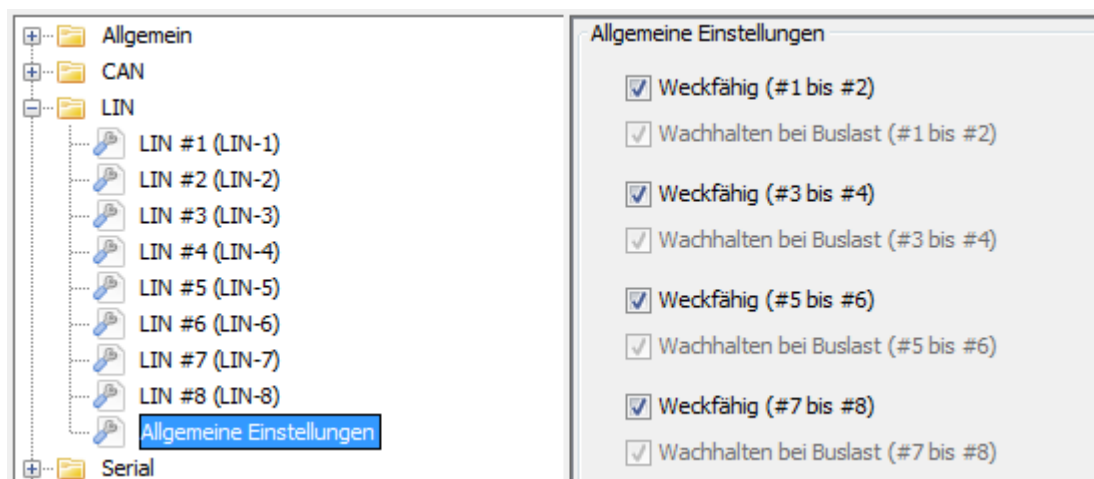 Allgemein
CAN
LIN
LIN #1 (LIN-1)
LIN #2 (LIN-2)
LIN #3 (LIN-3)
LIN #4 (LIN-4)
LIN #5 (LIN-5)
LIN #6 (LIN-6)
LIN #7 (LIN-7)
LIN #8 (LIN-8)
Allgemeine Einstellungen
Serial
Allgemeine Einstellungen
Weckfähig (#1 bis #2)
Wachhalten bei Buslast (#1 bis #2)
Weckfähig (#3 bis #4)
Wachhalten bei Buslast (#3 bis #4)
Weckfähig (#5 bis #6)
Wachhalten bei Buslast (#5 bis #6)
Weckfähig (#7 bis #8)
Wachhalten bei Buslast (#7 bis #8)